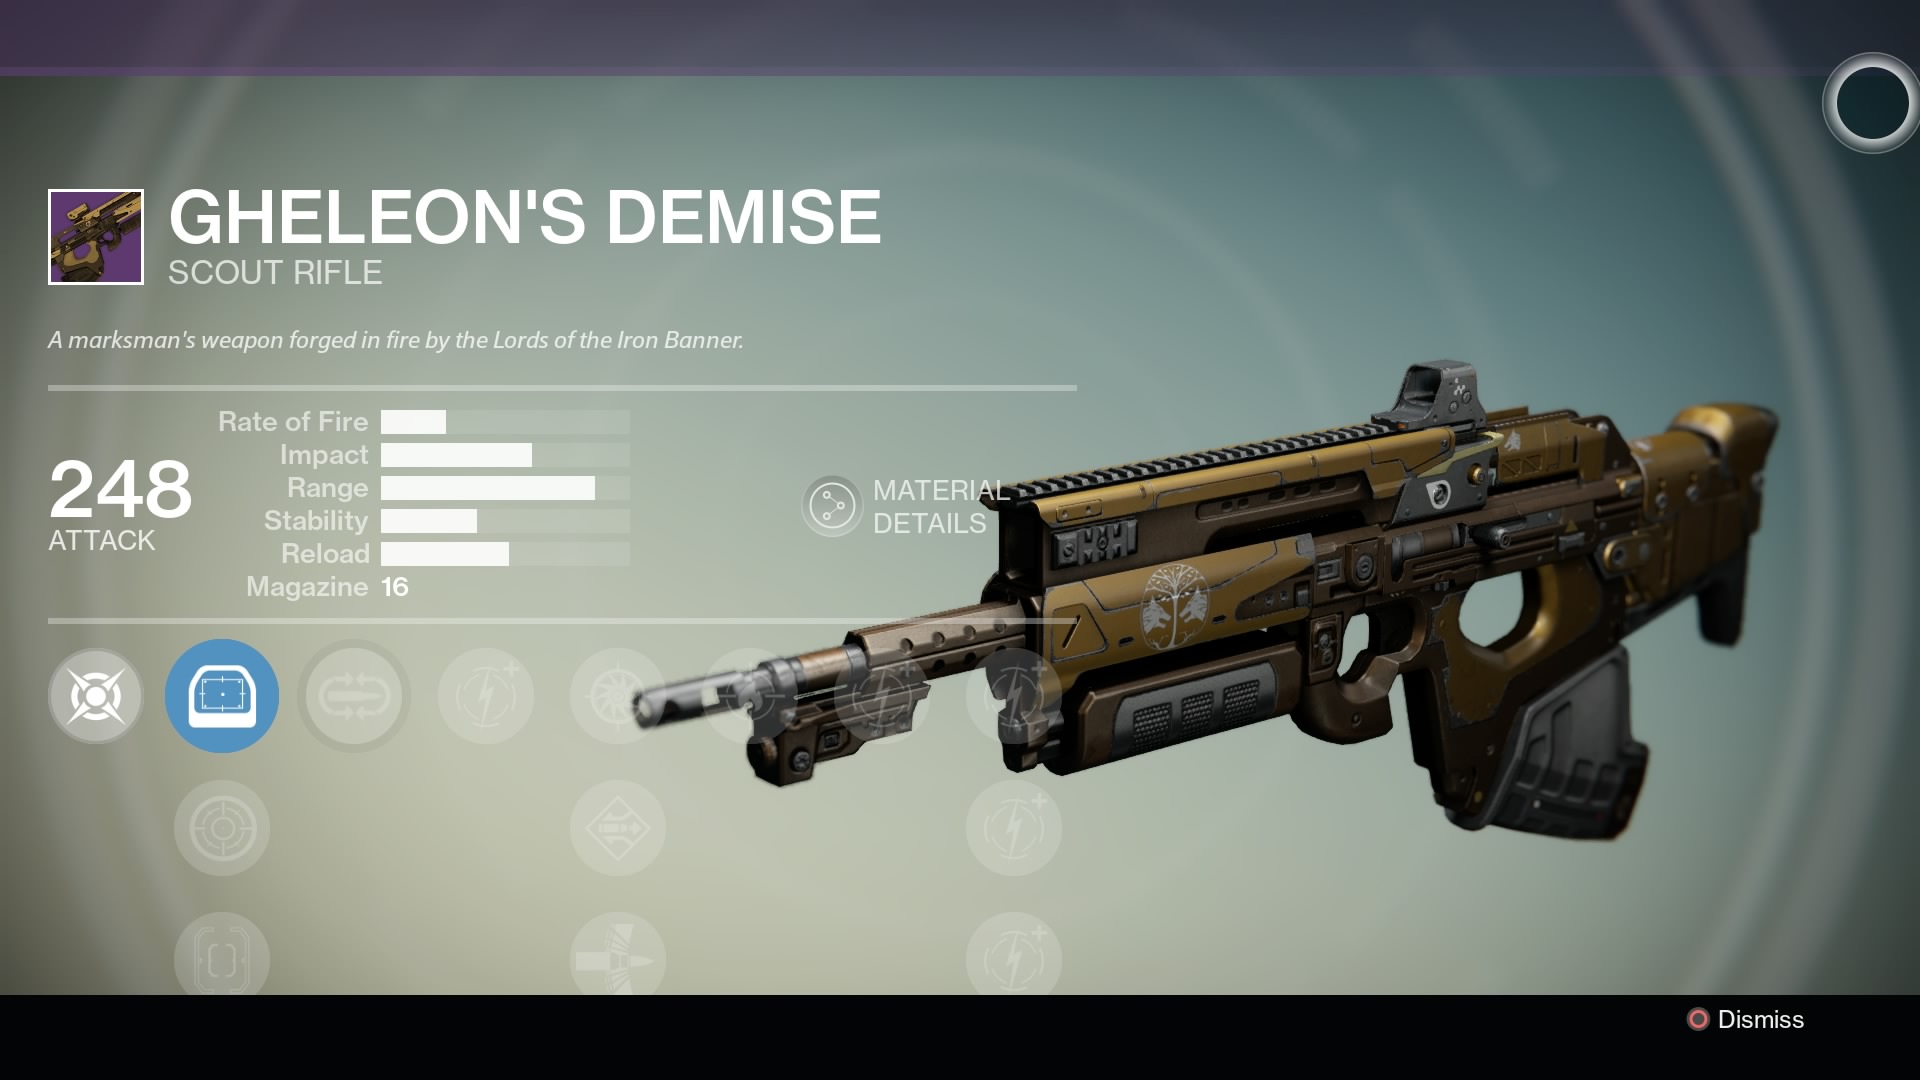 GHELEON'S DEMISE
SCOUT RIFLE
A marksman's weapon forged in fire by the Lords of the Iron Banner.
248
ATTACK
Rate of Fire
Impact
Range
Stability
Reload
Magazine 16
MATERIAL
DETAILS
Dismiss